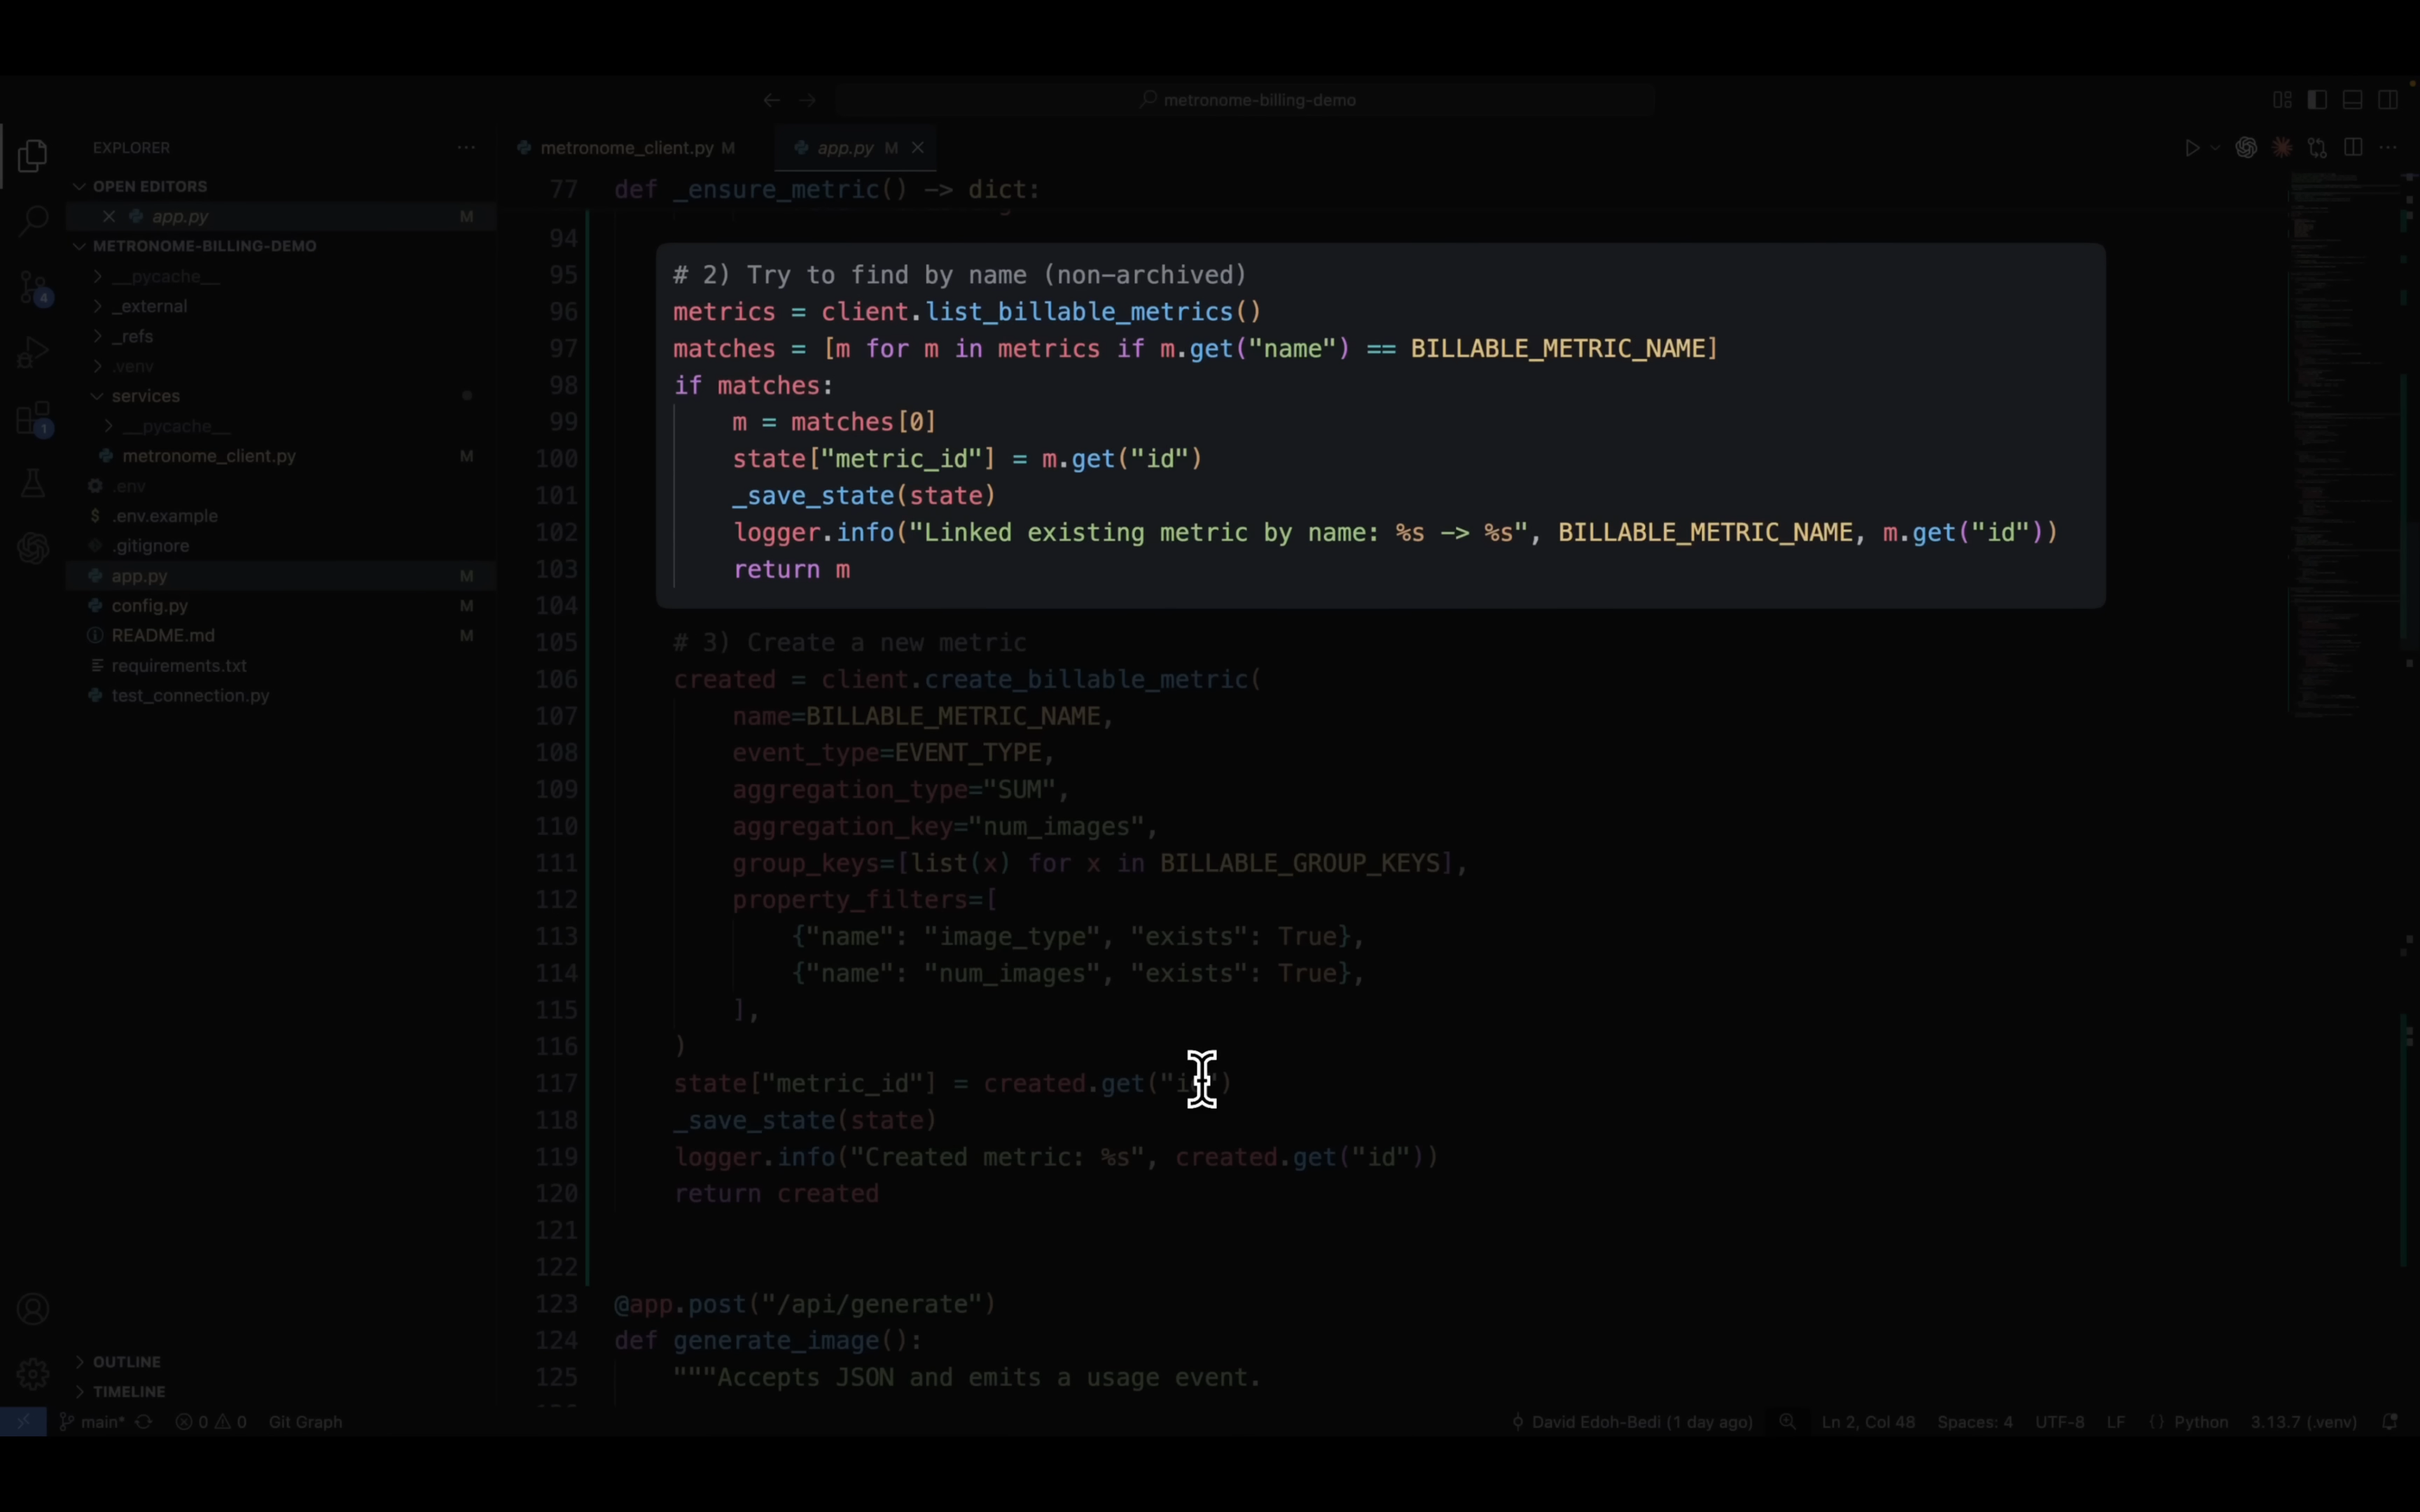 metronome-billing-demo
EXPLORER
OPEN EDITORS
app.py M
METRONOME-BILLING-DEMO
__pycache__
_external
_refs
.venv
services
__pycache__
metronome_client.py M
.env
$ .env.example
.gitignore
app.py M
config.py M
README.md M
requirements.txt
test_connection.py
OUTLINE
TIMELINE
4
1
metronome_client.py M
app.py M
77 def _ensure_metric() -> dict:
94
95 # 2) Try to find by name (non-archived)
96 metrics = client.list_billable_metrics()
97 matches = [m for m in metrics if m.get("name") == BILLABLE_METRIC_NAME]
98 if matches:
99 m = matches[0]
100 state["metric_id"] = m.get("id")
101 _save_state(state)
102 logger.info("Linked existing metric by name: %s -> %s", BILLABLE_METRIC_NAME, m.get("id"))
103 return m
104
105 # 3) Create a new metric
106 created = client.create_billable_metric(
107 name=BILLABLE_METRIC_NAME,
108 event_type=EVENT_TYPE,
109 aggregation_type="SUM",
110 aggregation_key="num_images",
111 group_keys=[list(x) for x in BILLABLE_GROUP_KEYS],
112 property_filters=[
113 {"name": "image_type", "exists": True},
114 {"name": "num_images", "exists": True},
115 ],
116 )
117 state["metric_id"] = created.get("id")
118 _save_state(state)
119 logger.info("Created metric: %s", created.get("id"))
120 return created
121
122
123 @app.post("/api/generate")
124 def generate_image():
125 """Accepts JSON and emits a usage event.
main* 0 0 Git Graph David Edoh-Bedi (1 day ago) Ln 2, Col 48 Spaces: 4 UTF-8 LF {} Python 3.13.7 (.venv)